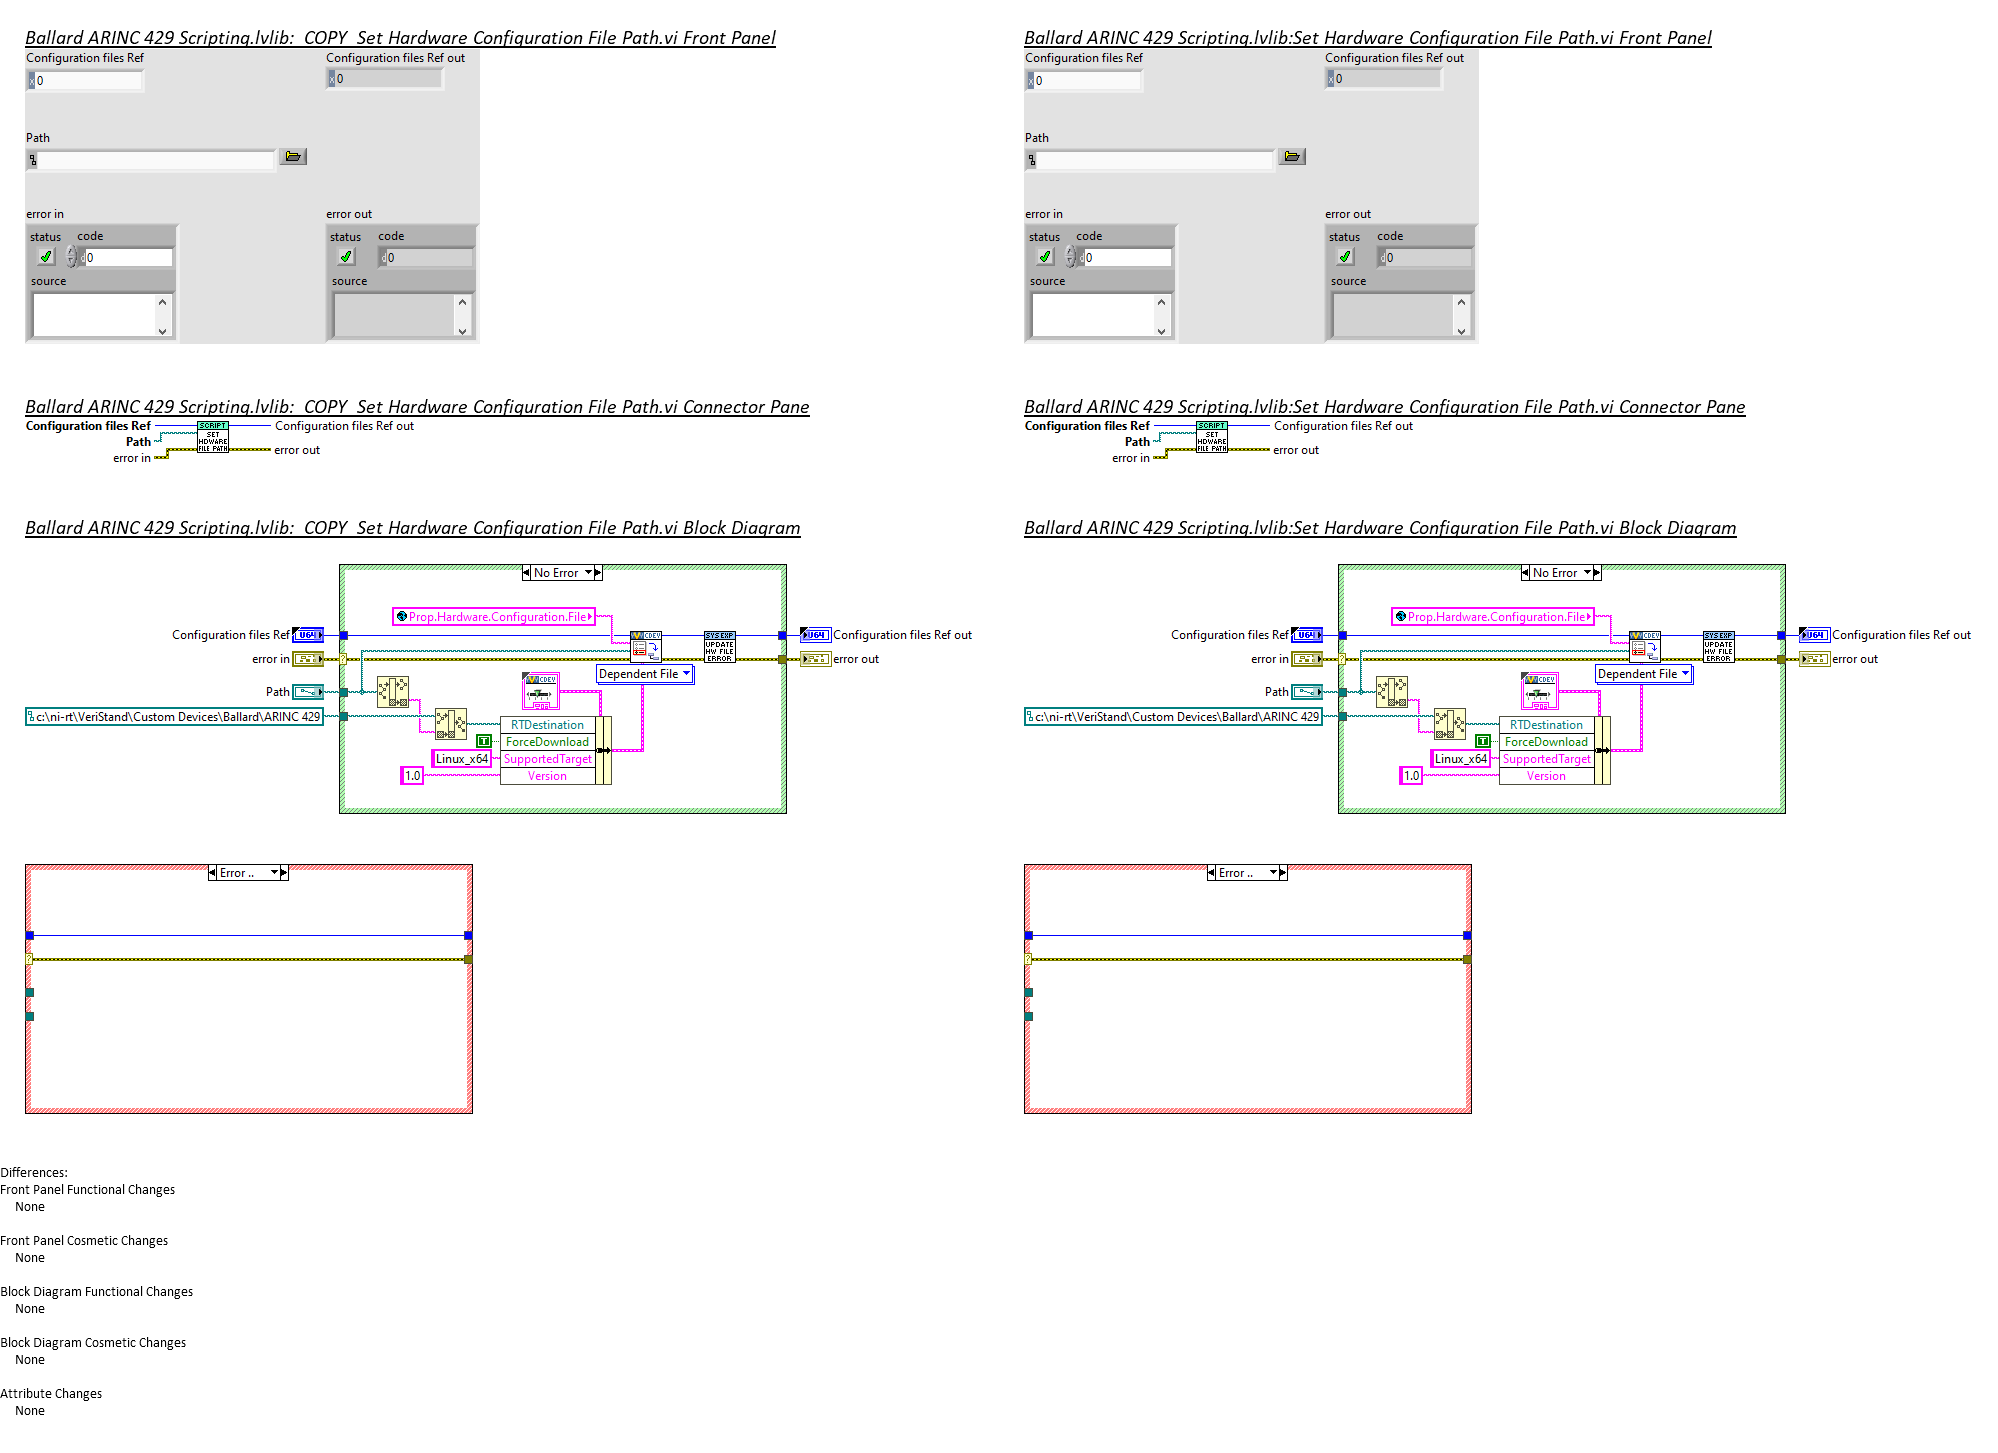 Ballard ARINC 429 Scripting.lvlib:  COPY  Set Hardware Configuration File Path.vi Front Panel
Configuration files Ref
Configuration files Ref out
x 0
x 0
Path
error in
error out
status
code
status
code
d 0
d 0
source
source
Ballard ARINC 429 Scripting.lvlib:Set Hardware Configuration File Path.vi Front Panel
Configuration files Ref
Configuration files Ref out
x 0
x 0
Path
error in
error out
status
code
status
code
d 0
d 0
source
source
Ballard ARINC 429 Scripting.lvlib:  COPY  Set Hardware Configuration File Path.vi Connector Pane
Configuration files Ref
Path
error in
SCRIPT
SET
HDWARE
FILE PATH
Configuration files Ref out
error out
Ballard ARINC 429 Scripting.lvlib:Set Hardware Configuration File Path.vi Connector Pane
Configuration files Ref
Path
error in
SCRIPT
SET
HDWARE
FILE PATH
Configuration files Ref out
error out
Ballard ARINC 429 Scripting.lvlib:  COPY  Set Hardware Configuration File Path.vi Block Diagram
No Error
Prop.Hardware.Configuration.File
Configuration files Ref
U64
CDEV
SYS EXP
UPDATE
HW FILE
ERROR
U64
Configuration files Ref out
error in
?
error out
Dependent File
Path
CDEV
c:\ni-rt\VeriStand\Custom Devices\Ballard\ARINC 429
RTDestination
T
ForceDownload
Linux_x64
SupportedTarget
1.0
Version
Error ..
?
Ballard ARINC 429 Scripting.lvlib:Set Hardware Configuration File Path.vi Block Diagram
No Error
Prop.Hardware.Configuration.File
Configuration files Ref
U64
CDEV
SYS EXP
UPDATE
HW FILE
ERROR
U64
Configuration files Ref out
error in
?
error out
Dependent File
Path
CDEV
c:\ni-rt\VeriStand\Custom Devices\Ballard\ARINC 429
RTDestination
T
ForceDownload
Linux_x64
SupportedTarget
1.0
Version
Error ..
?
Differences:
Front Panel Functional Changes
None
Front Panel Cosmetic Changes
None
Block Diagram Functional Changes
None
Block Diagram Cosmetic Changes
None
Attribute Changes
None